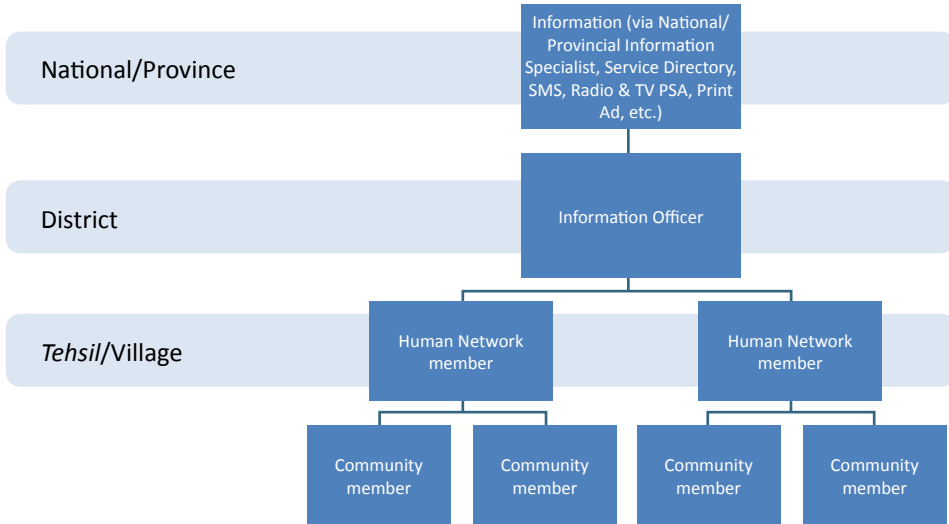 National/Province
Information (via National/
Provincial Information
Specialist, Service Directory,
SMS, Radio & TV PSA, Print
Ad, etc.)
District
Information Officer
Tehsil/Village
Human Network
member
Human Network
member
Community
member
Community
member
Community
member
Community
member